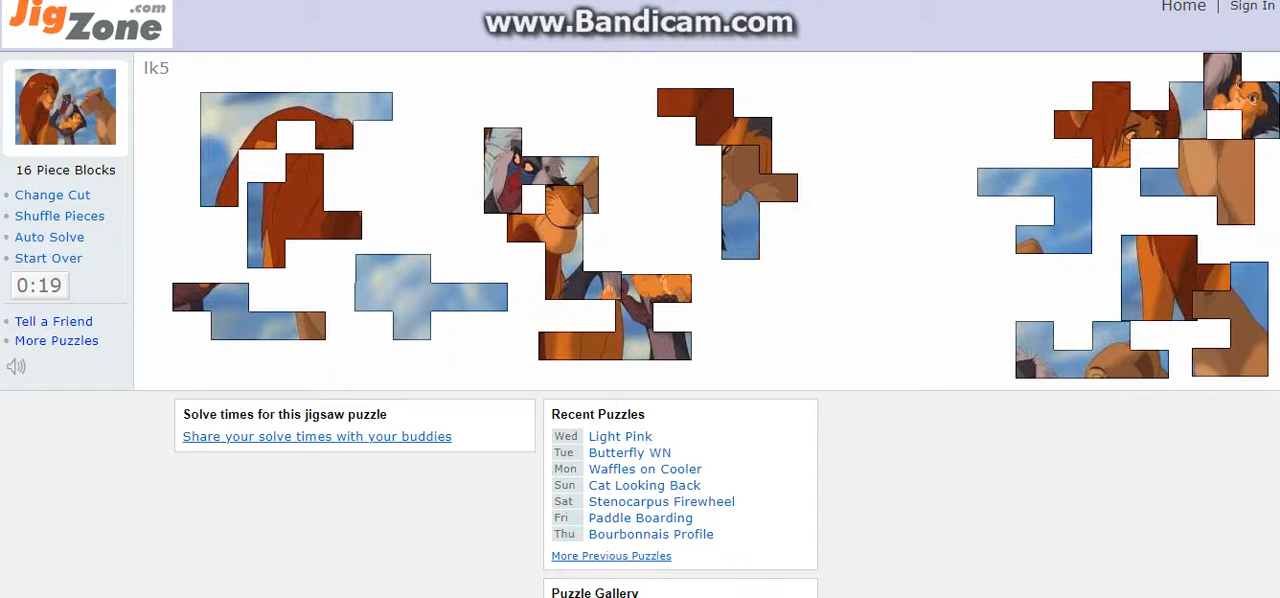 JigZone
.com
www.Bandicam.com
Home | Sign In
lk5
16 Piece Blocks
Change Cut
Shuffle Pieces
Auto Solve
Start Over
0:19
Tell a Friend
More Puzzles
Solve times for this jigsaw puzzle
Share your solve times with your buddies
Recent Puzzles
Wed Light Pink
Tue Butterfly WN
Mon Waffles on Cooler
Sun Cat Looking Back
Sat Stenocarpus Firewheel
Fri Paddle Boarding
Thu Bourbonnais Profile
More Previous Puzzles
Puzzle Gallery